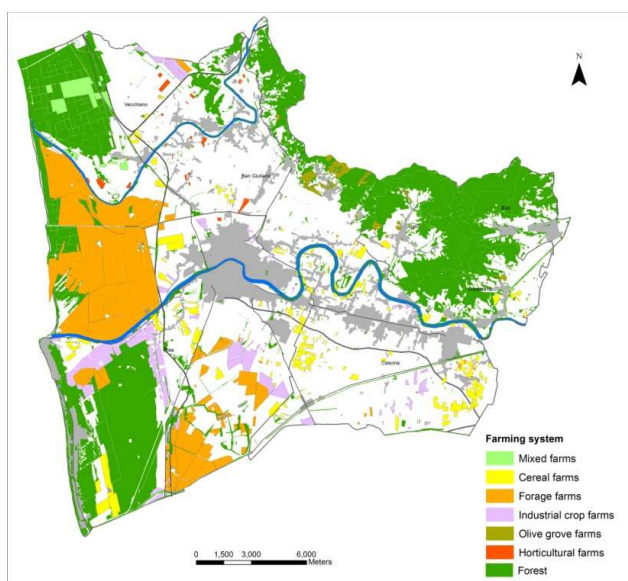 N
Vecchiano
San Giuliano
Buti
Cascina
Farming system
Mixed farms
Cereal farms
Forage farms
Industrial crop farms
Olive grove farms
Horticultural farms
Forest
0 1,500 3,000 6,000
Meters